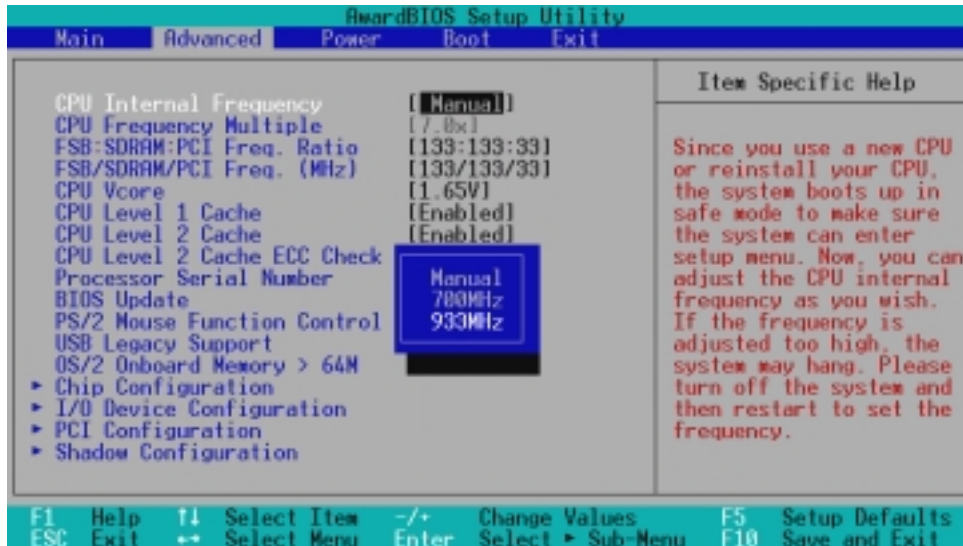 AwardBIOS Setup Utility
Main Advanced Power Boot Exit
CPU Internal Frequency [ Manual]
CPU Frequency Multiple [7.0x]
FSB:SDRAM:PCI Freq. Ratio [133:133:33]
FSB/SDRAM/PCI Freq. (MHz) [133/133/33]
CPU Vcore [1.65V]
CPU Level 1 Cache [Enabled]
CPU Level 2 Cache [Enabled]
CPU Level 2 Cache ECC Check
Processor Serial Number
BIOS Update
PS/2 Mouse Function Control
USB Legacy Support
OS/2 Onboard Memory > 64M
Chip Configuration
I/O Device Configuration
PCI Configuration
Shadow Configuration
Manual
700MHz
933MHz
Item Specific Help
Since you use a new CPU
or reinstall your CPU,
the system boots up in
safe mode to make sure
the system can enter
setup menu. Now, you can
adjust the CPU internal
frequency as you wish.
If the frequency is
adjusted too high, the
system may hang. Please
turn off the system and
then restart to set the
frequency.
F1 Help ↑↓ Select Item -/+ Change Values F5 Setup Defaults
ESC Exit ←→ Select Menu Enter Select ► Sub-Menu F10 Save and Exit